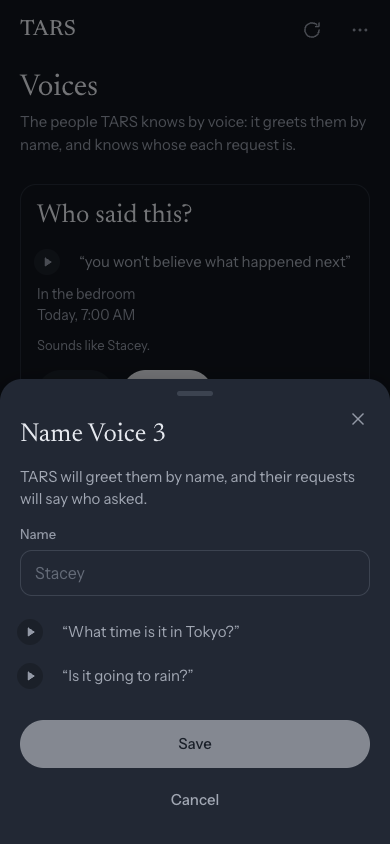 TARS
Voices
The people TARS knows by voice: it greets them by
name, and knows whose each request is.
Who said this?
“you won't believe what happened next”
In the bedroom
Today, 7:00 AM
Sounds like Stacey.
Name Voice 3
TARS will greet them by name, and their requests
will say who asked.
Name
Stacey
“What time is it in Tokyo?”
“Is it going to rain?”
Save
Cancel